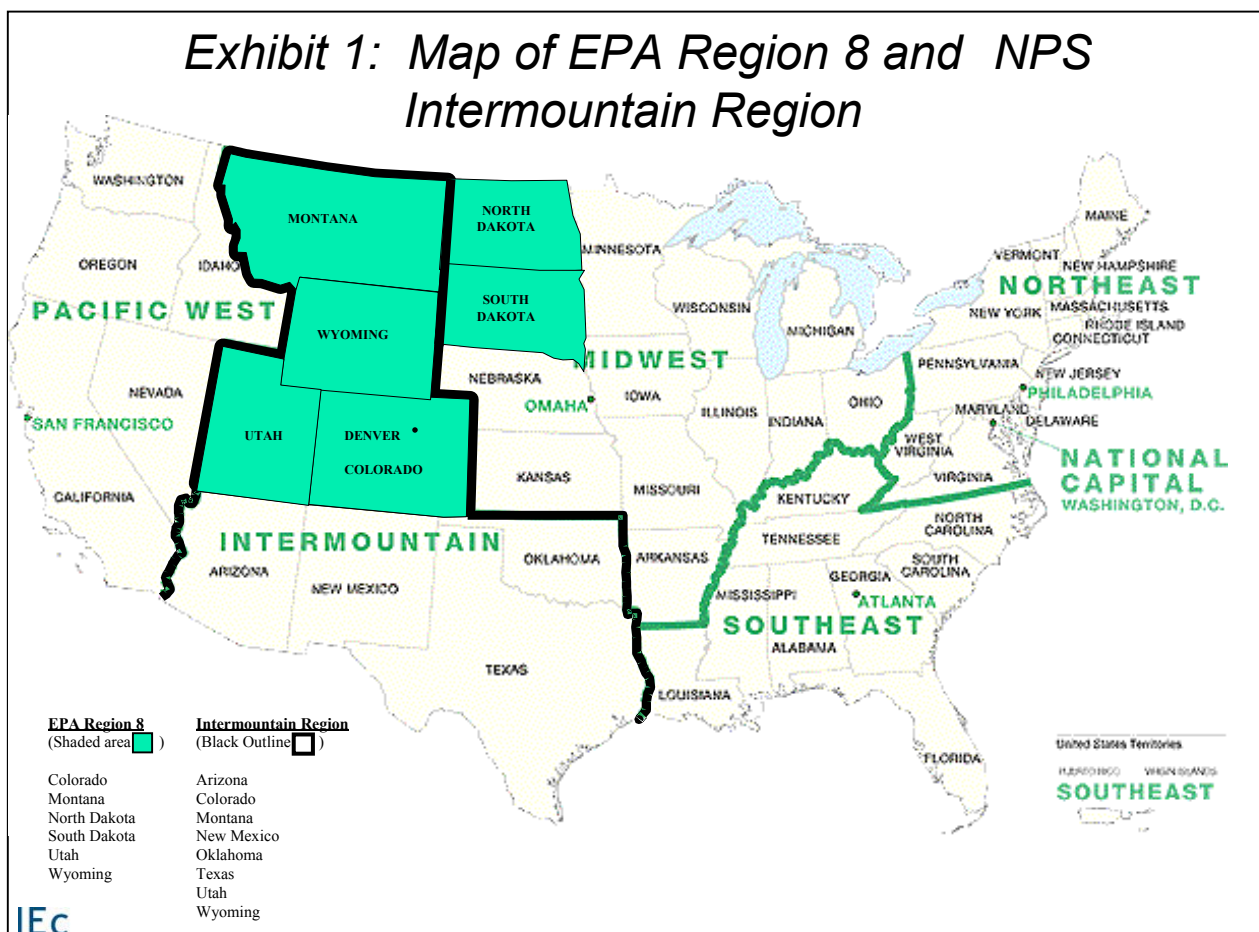 Exhibit 1: Map of EPA Region 8 and NPS
Intermountain Region
WASHINGTON
MONTANA
NORTH
DAKOTA
MINNESOTA
MAINE
VERMONT
NEW HAMPSHIRE
NORTHEAST
OREGON
IDAHO
PACIFIC WEST
SOUTH
DAKOTA
WISCONSIN
MICHIGAN
NEW YORK
MASSACHUSETTS
RHODE ISLAND
CONNECTICUT
WYOMING
MIDWEST
PENNSYLVANIA
NEW JERSEY
PHILADELPHIA
NEVADA
NEBRASKA
OMAHA
IOWA
ILLINOIS
INDIANA
OHIO
MARYLAND
DELAWARE
SAN FRANCISCO
UTAH
DENVER
COLORADO
WEST
VIRGINIA
VIRGINIA
NATIONAL
CAPITAL
WASHINGTON, D.C.
CALIFORNIA
KANSAS
MISSOURI
KENTUCKY
NORTH
CAROLINA
INTERMOUNTAIN
TENNESSEE
ARIZONA
NEW MEXICO
OKLAHOMA
ARKANSAS
SOUTH
CAROLINA
GEORGIA
ATLANTA
MISSISSIPPI
SOUTHEAST
ALABAMA
TEXAS
LOUISIANA
FLORIDA
EPA Region 8
(Shaded area )
Colorado
Montana
North Dakota
South Dakota
Utah
Wyoming
Intermountain Region
(Black Outline )
Arizona
Colorado
Montana
New Mexico
Oklahoma
Texas
Utah
Wyoming
United States Territories
PUERTO RICO
VIRGIN ISLANDS
SOUTHEAST
IEc